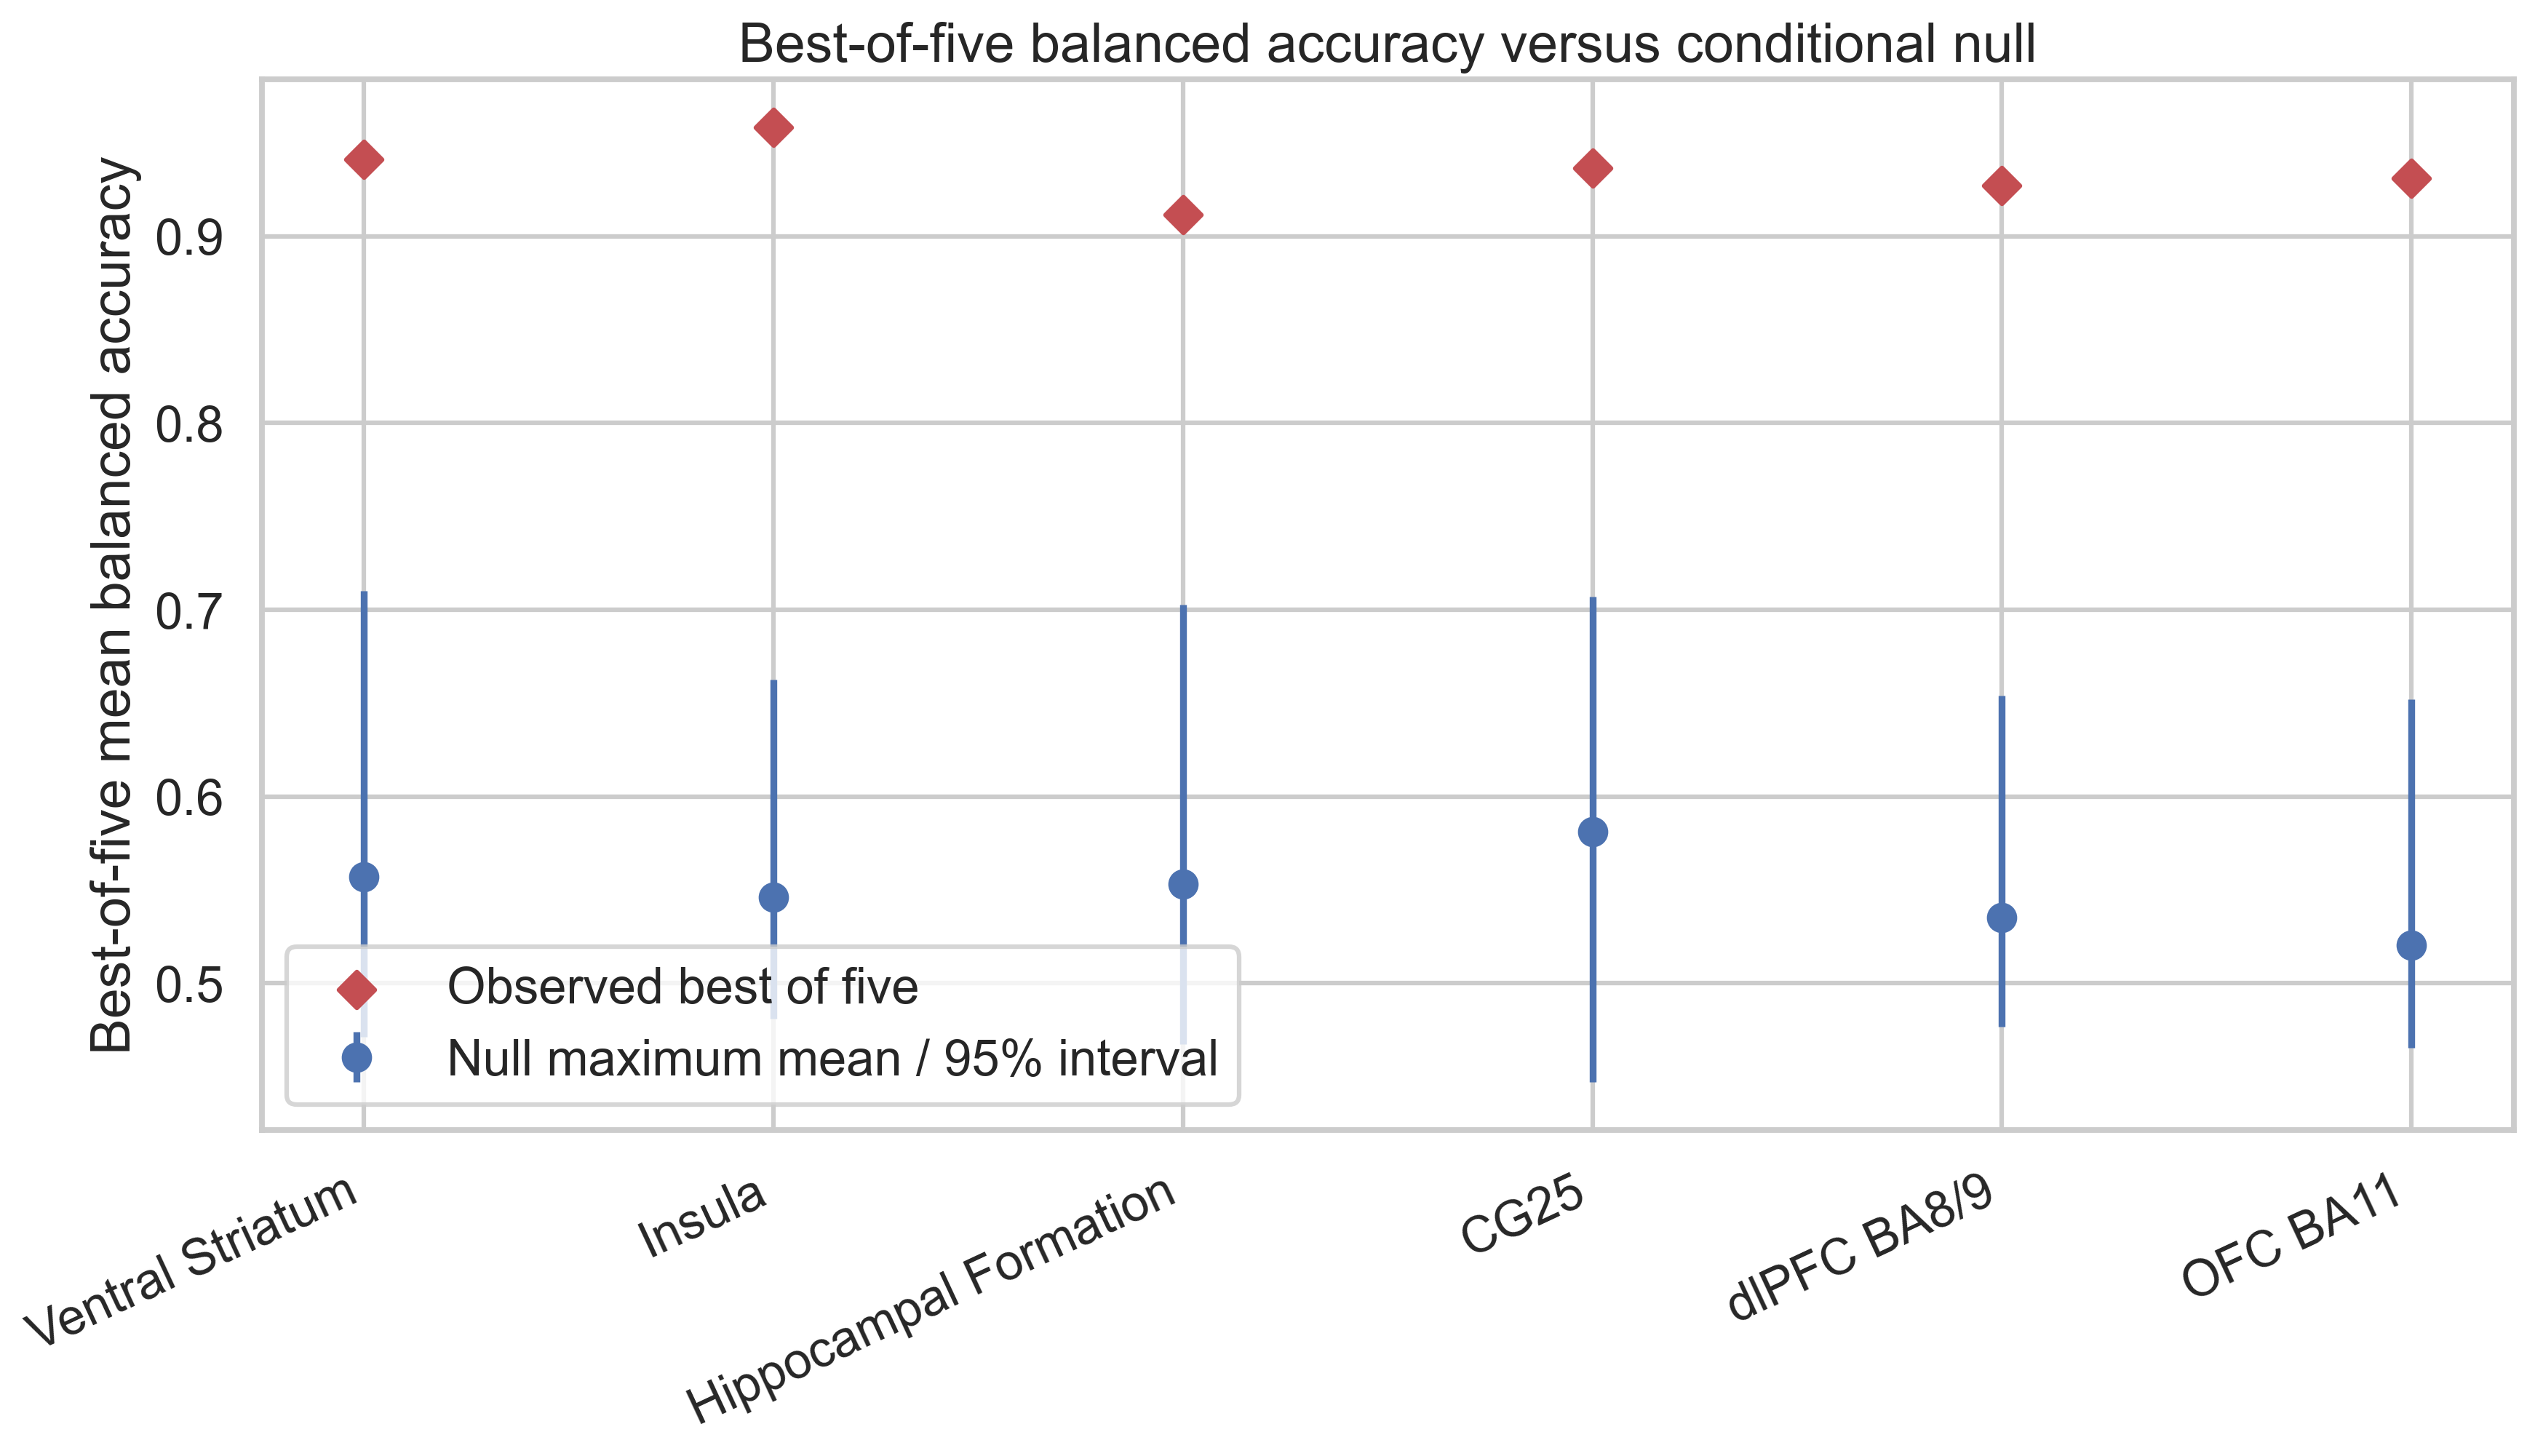 Best-of-five balanced accuracy versus conditional null
Best-of-five mean balanced accuracy
0.9
0.8
0.7
0.6
0.5
Observed best of five
Null maximum mean / 95% interval
Ventral Striatum
Insula
Hippocampal Formation
CG25
dlPFC BA8/9
OFC BA11